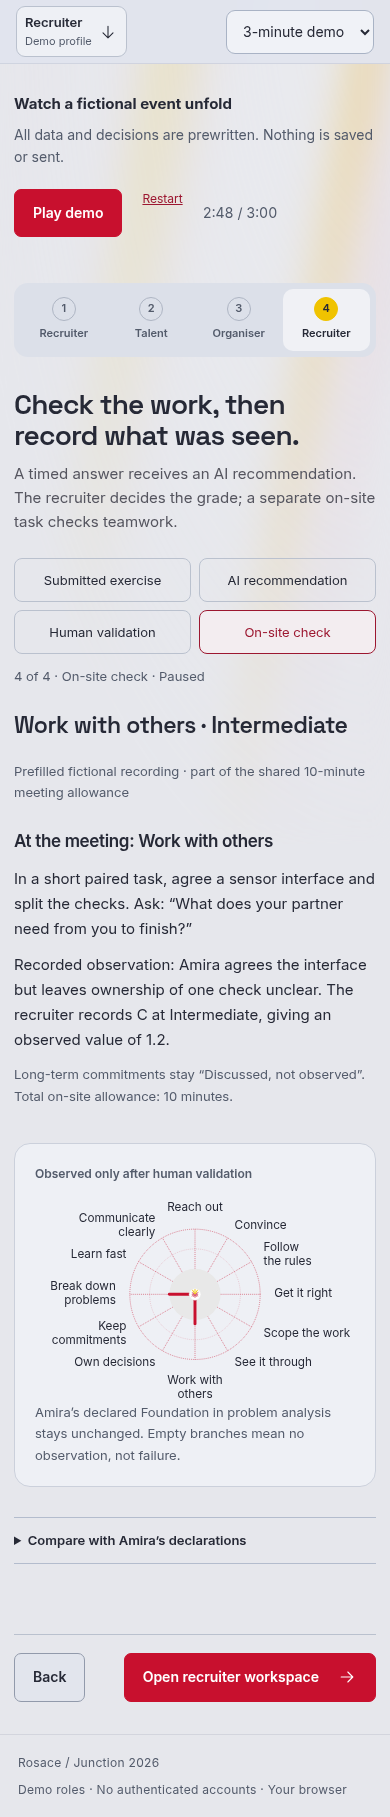 Recruiter
Demo profile
3-minute demo
Watch a fictional event unfold
All data and decisions are prewritten. Nothing is saved
or sent.
Play demo
Restart
2:48 / 3:00
1
Recruiter
2
Talent
3
Organiser
4
Recruiter
Check the work, then
record what was seen.
A timed answer receives an AI recommendation.
The recruiter decides the grade; a separate on-site
task checks teamwork.
Submitted exercise
AI recommendation
Human validation
On-site check
4 of 4 · On-site check · Paused
Work with others · Intermediate
Prefilled fictional recording · part of the shared 10-minute
meeting allowance
At the meeting: Work with others
In a short paired task, agree a sensor interface and
split the checks. Ask: “What does your partner
need from you to finish?”
Recorded observation: Amira agrees the interface
but leaves ownership of one check unclear. The
recruiter records C at Intermediate, giving an
observed value of 1.2.
Long-term commitments stay “Discussed, not observed”.
Total on-site allowance: 10 minutes.
Observed only after human validation
Reach out
Convince
Follow
the rules
Get it right
Scope the work
See it through
Work with
others
Own decisions
Keep
commitments
Break down
problems
Learn fast
Communicate
clearly
Amira’s declared Foundation in problem analysis
stays unchanged. Empty branches mean no
observation, not failure.
Compare with Amira’s declarations
Back
Open recruiter workspace
Rosace / Junction 2026
Demo roles · No authenticated accounts · Your browser